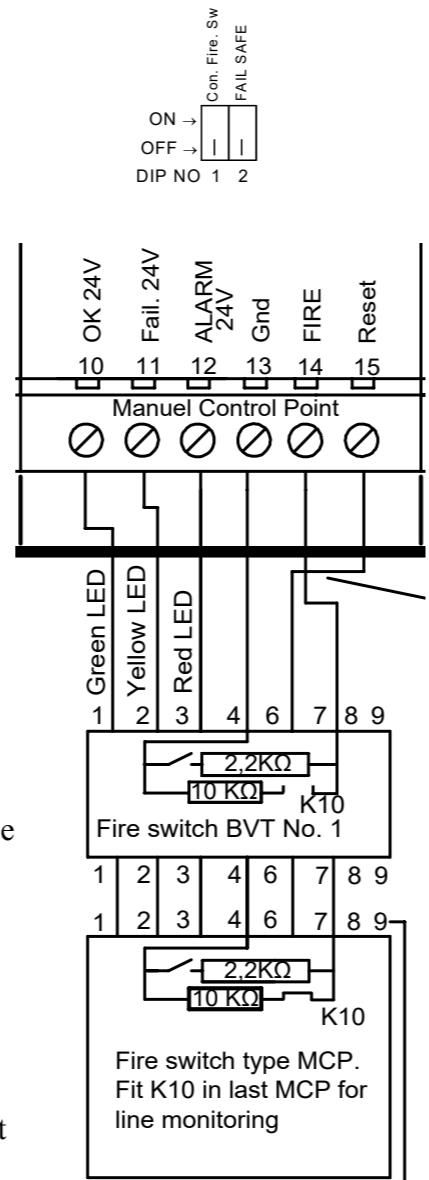 Con. Fire. Sw
FAIL SAFE
ON →
OFF →
DIP NO 1 2
OK 24V
Fail. 24V
ALARM 24V
Gnd
FIRE
Reset
10 11 12 13 14 15
Manuel Control Point
Green LED
Yellow LED
Red LED
1 2 3 4 6 7 8 9
2,2KΩ
10 KΩ
K10
Fire switch BVT No. 1
e
1 2 3 4 6 7 8 9
1 2 3 4 6 7 8 9
2,2KΩ
10 KΩ
K10
Fire switch type MCP.
Fit K10 in last MCP for
line monitoring
t